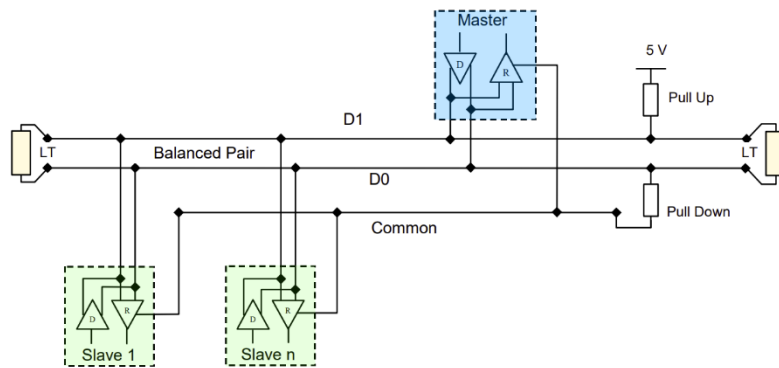 Master
5 V
D
R
Pull Up
D1
LT
Balanced Pair
LT
D0
Pull Down
Common
D
R
D
R
Slave 1
Slave n